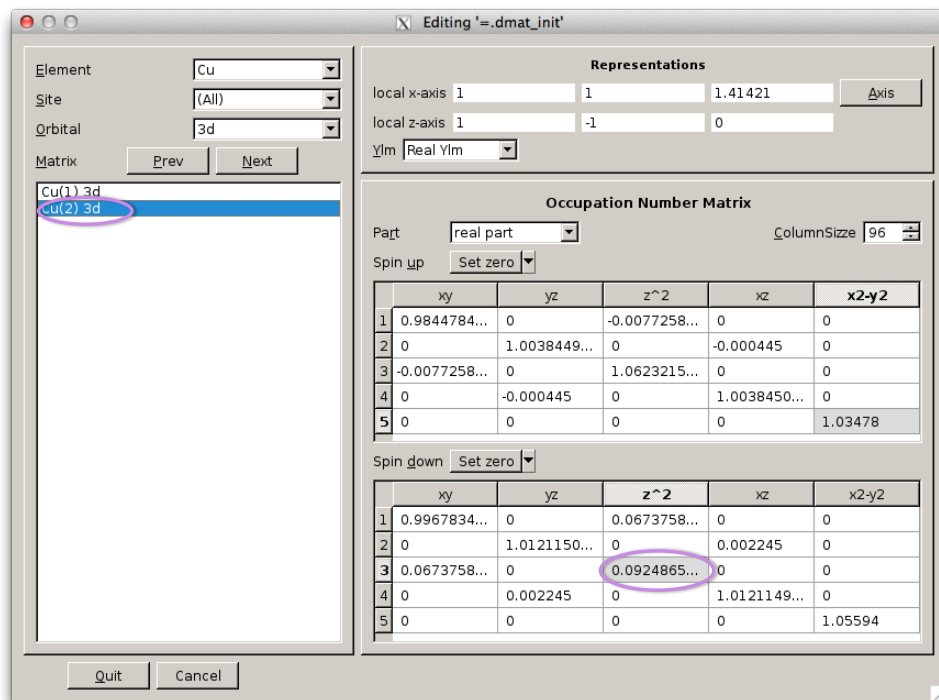 Editing '=.dmat_init'
Element Cu
Site (All)
Orbital 3d
Matrix Prev Next
Cu(1) 3d
Cu(2) 3d
Quit Cancel
Representations
local x-axis 1 1 1.41421 Axis
local z-axis 1 -1 0
Ylm Real Ylm
Occupation Number Matrix
Part real part ColumnSizze 96
Spin up Set zero
xy yz z^2 xz x2-y2
1 0.9844784... 0 -0.0077258... 0 0
2 0 1.0038449... 0 -0.000445 0
3 -0.0077258... 0 1.0623215... 0 0
4 0 -0.000445 0 1.0038450... 0
5 0 0 0 0 1.03478
Spin down Set zero
xy yz z^2 xz x2-y2
1 0.9967834... 0 0.0673758... 0 0
2 0 1.0121150... 0 0.002245 0
3 0.0673758... 0 0.0924865... 0 0
4 0 0.002245 0 1.0121149... 0
5 0 0 0 0 1.05594